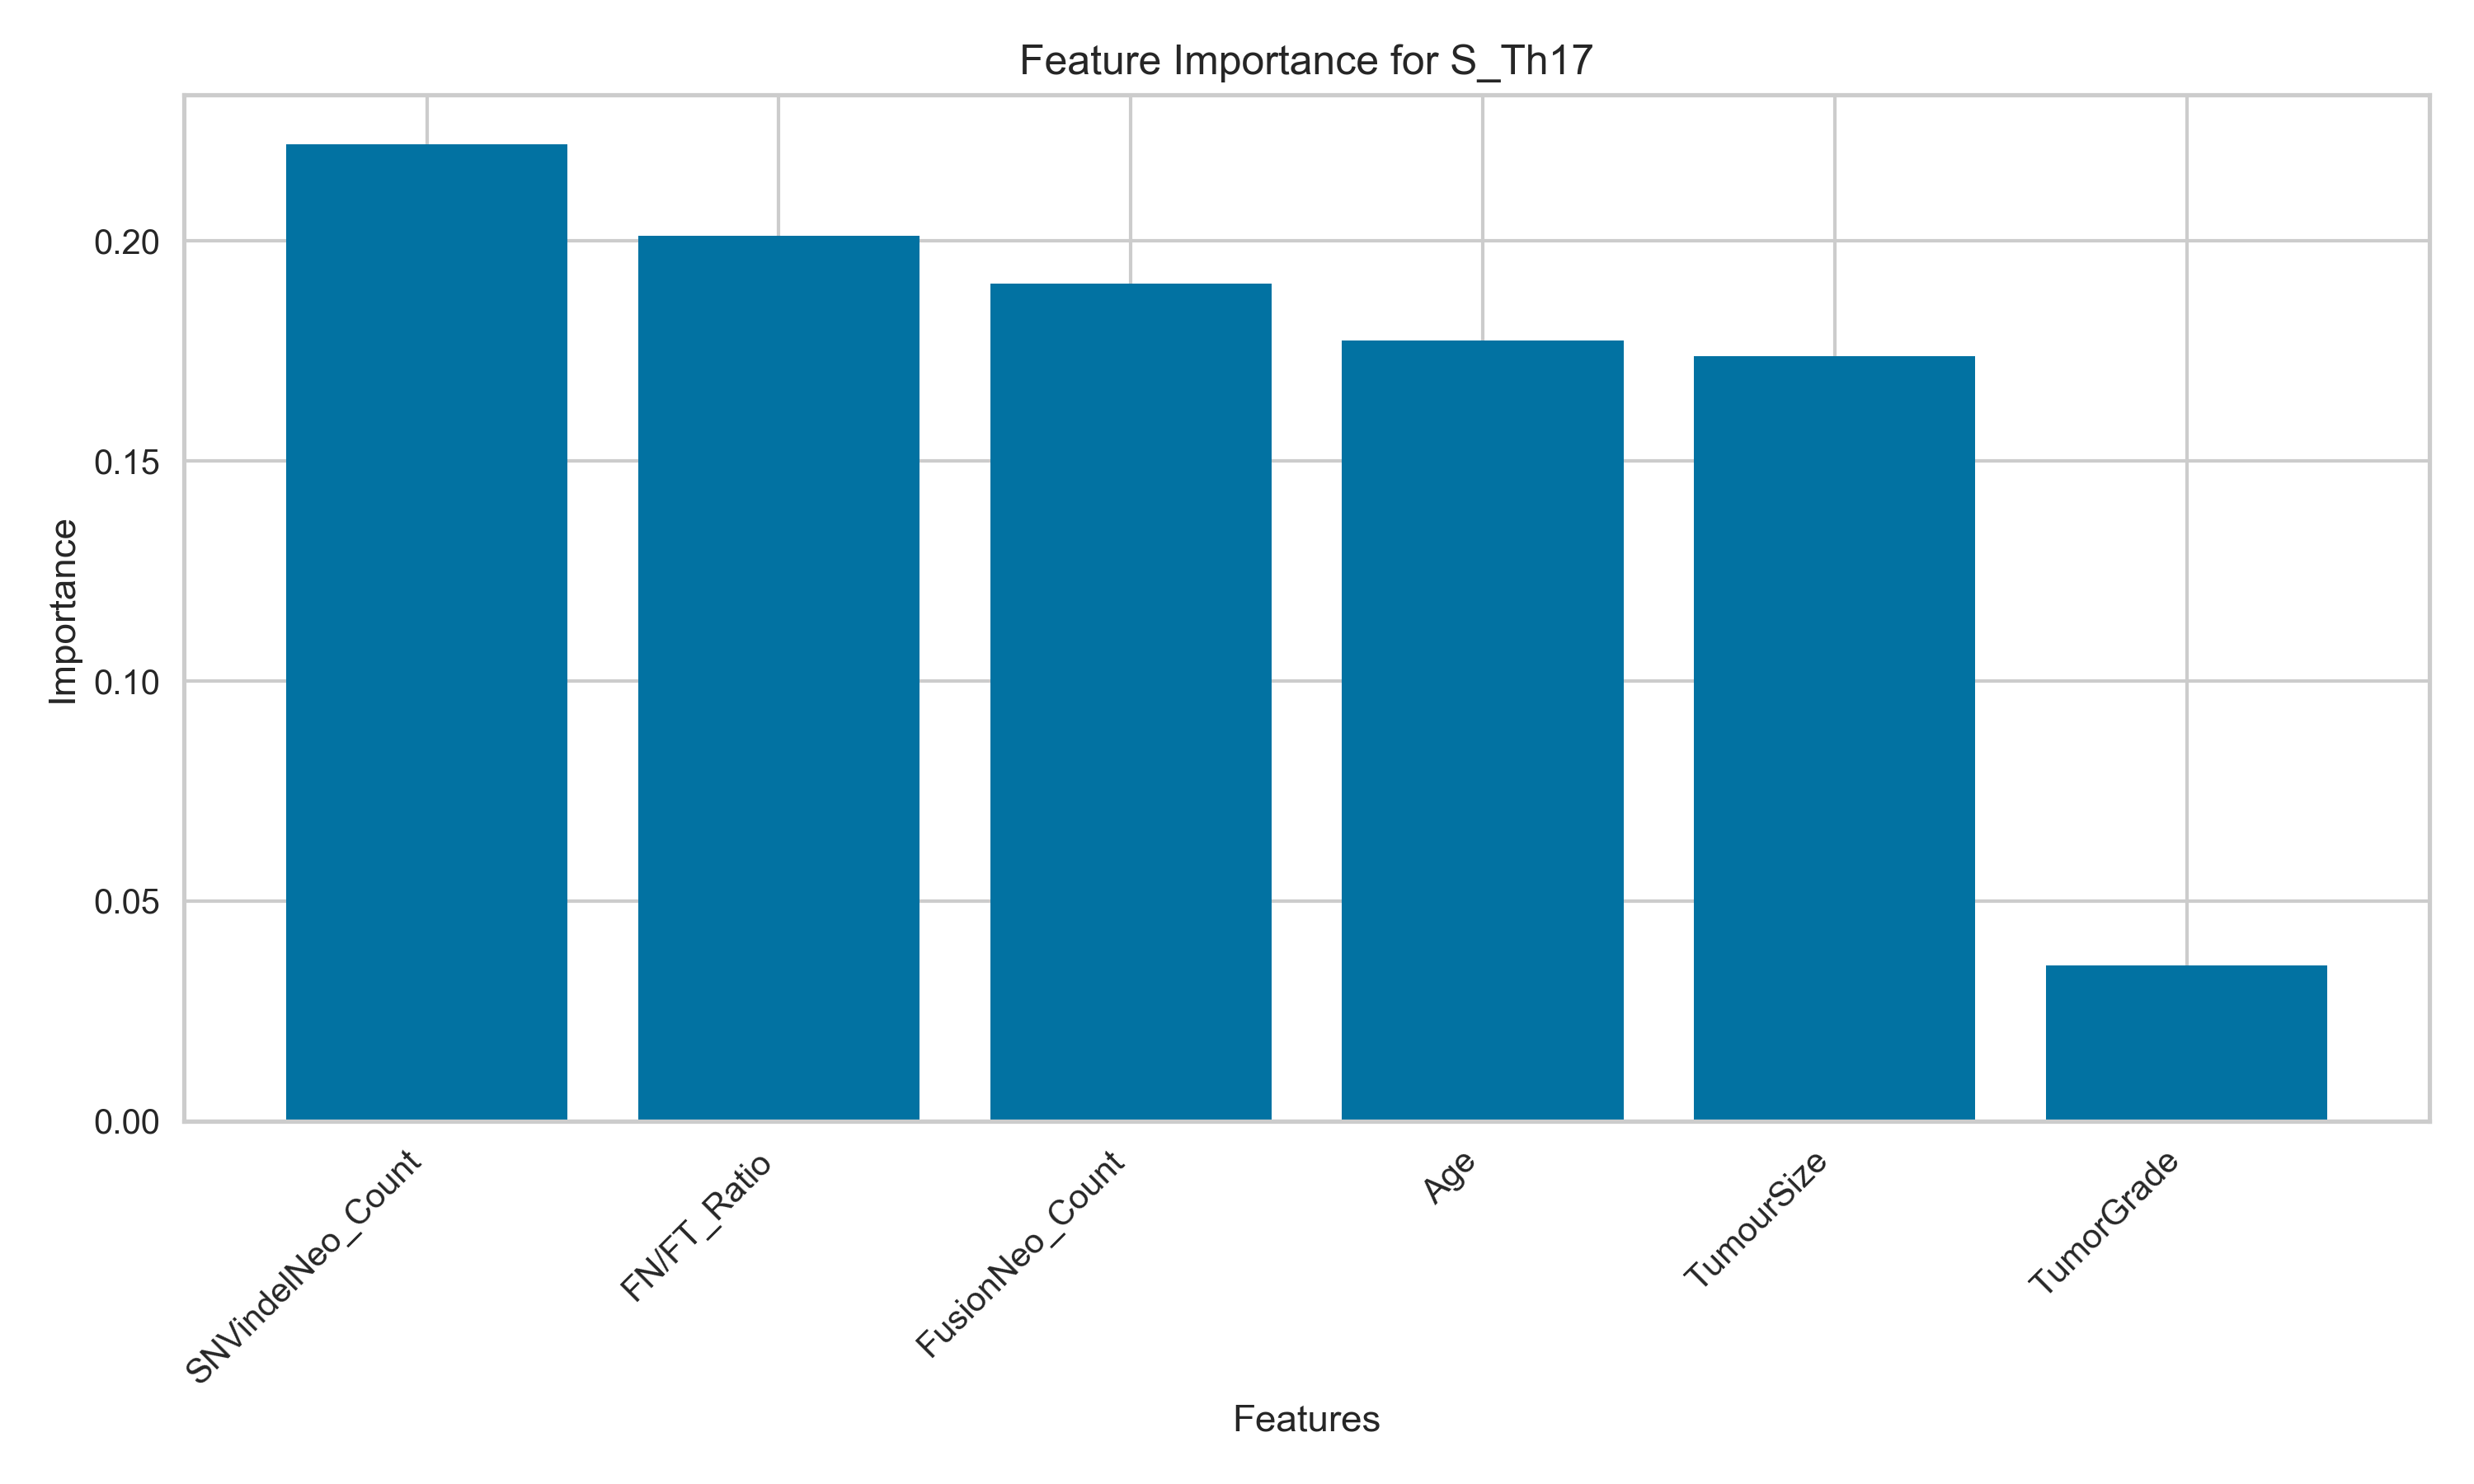 Feature Importance for S_Th17
Importance
0.20
0.15
0.10
0.05
0.00
SNVindelNeo_Count
FN/FT_Ratio
FusionNeo_Count
Age
TumourSize
TumorGrade
Features